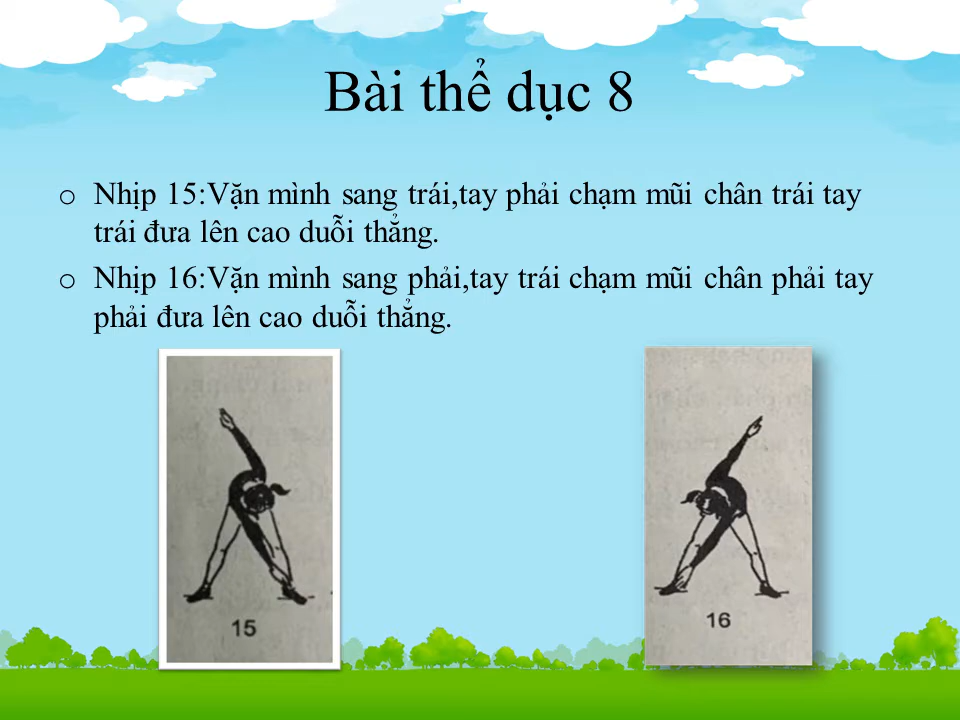 Bài thể dục 8
o Nhịp 15:Vặn mình sang trái,tay phải chạm mũi chân trái tay
trái đưa lên cao duỗi thẳng.
o Nhịp 16:Vặn mình sang phải,tay trái chạm mũi chân phải tay
phải đưa lên cao duỗi thẳng.
15
16